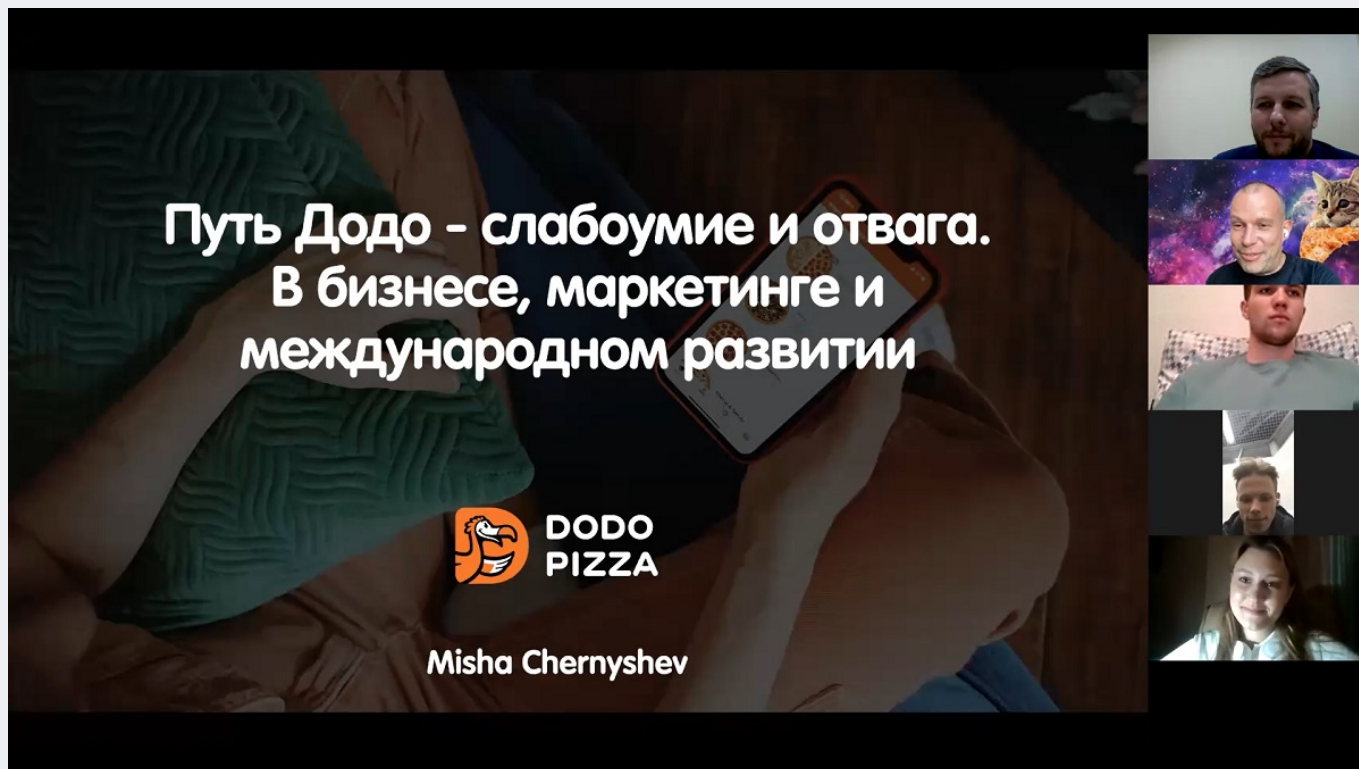 Путь Додо - слабоумие и отвага.
В бизнесе, маркетинге и
международном развитии
DODO
PIZZA
Misha Chernyshev